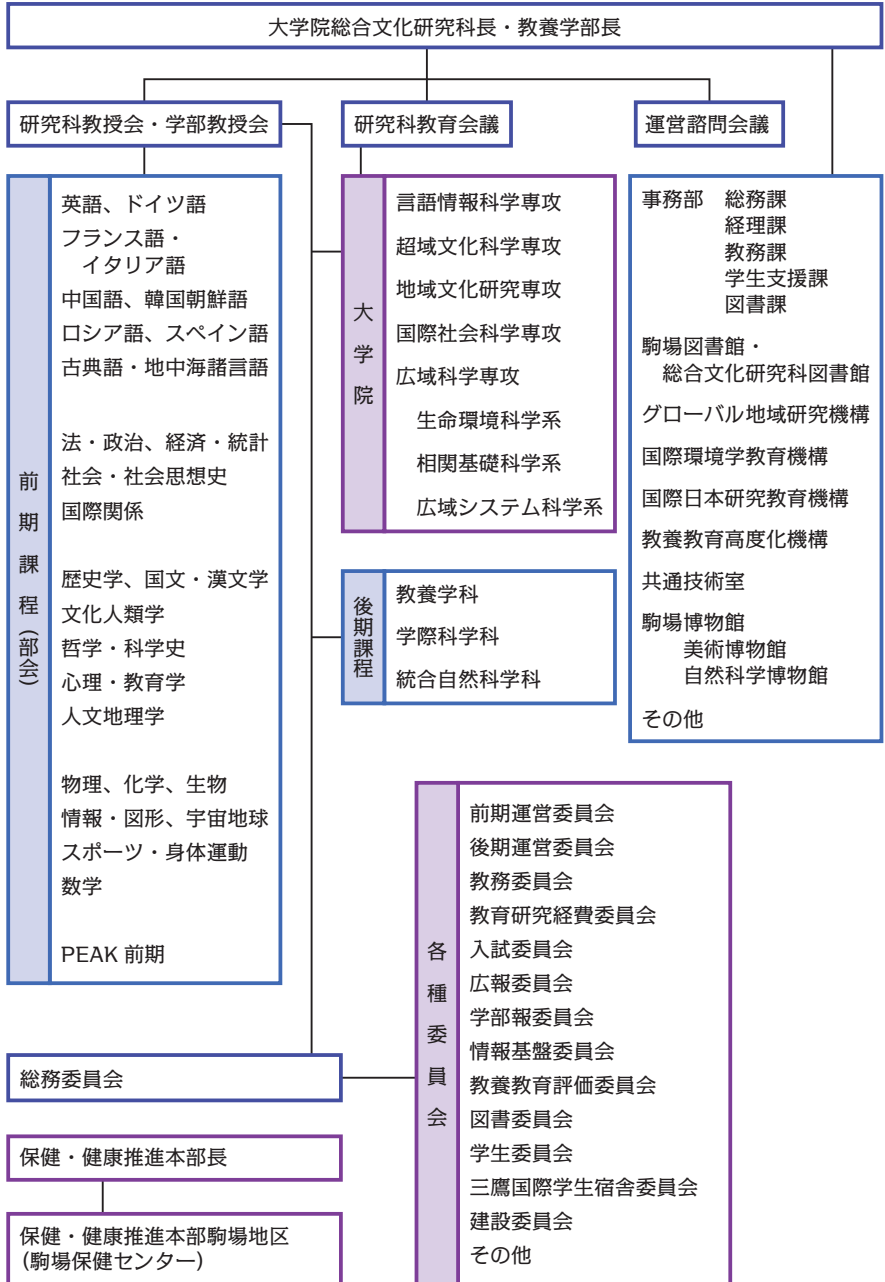 大学院総合文化研究科長・教養学部長
研究科教授会・学部教授会
研究科教育会議
運営諮問会議
前期課程(部会)
英語、ドイツ語
フランス語・
イタリア語
中国語、韓国朝鮮語
ロシア語、スペイン語
古典語・地中海諸言語
法・政治、経済・統計
社会・社会思想史
国際関係
歴史学、国文・漢文学
文化人類学
哲学・科学史
心理・教育学
人文地理学
物理、化学、生物
情報・図形、宇宙地球
スポーツ・身体運動
数学
PEAK 前期
大学院
言語情報科学専攻
超域文化科学専攻
地域文化研究専攻
国際社会科学専攻
広域科学専攻
生命環境科学系
相関基礎科学系
広域システム科学系
後期課程
教養学科
学際科学科
統合自然科学科
事務部 総務課
経理課
教務課
学生支援課
図書課
駒場図書館・
総合文化研究科図書館
グローバル地域研究機構
国際環境学教育機構
国際日本研究教育機構
教養教育高度化機構
共通技術室
駒場博物館
美術博物館
自然科学博物館
その他
総務委員会
各種委員会
前期運営委員会
後期運営委員会
教務委員会
教育研究経費委員会
入試委員会
広報委員会
学部報委員会
情報基盤委員会
教養教育評価委員会
図書委員会
学生委員会
三鷹国際学生宿舎委員会
建設委員会
その他
保健・健康推進本部長
保健・健康推進本部駒場地区
(駒場保健センター)